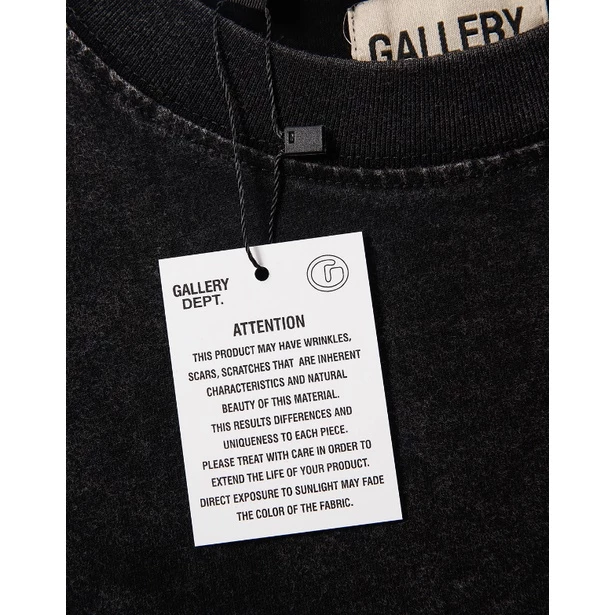 GALLERY
GALLERY
DEPT.
G
ATTENTION
THIS PRODUCT MAY HAVE WRINKLES,
SCARS, SCRATCHES THAT ARE INHERENT
CHARACTERISTICS AND NATURAL
BEAUTY OF THIS MATERIAL.
THIS RESULTS DIFFERENCES AND
UNIQUENESS TO EACH PIECE.
PLEASE TREAT WITH CARE IN ORDER TO
EXTEND THE LIFE OF YOUR PRODUCT.
DIRECT EXPOSURE TO SUNLIGHT MAY FADE
THE COLOR OF THE FABRIC.